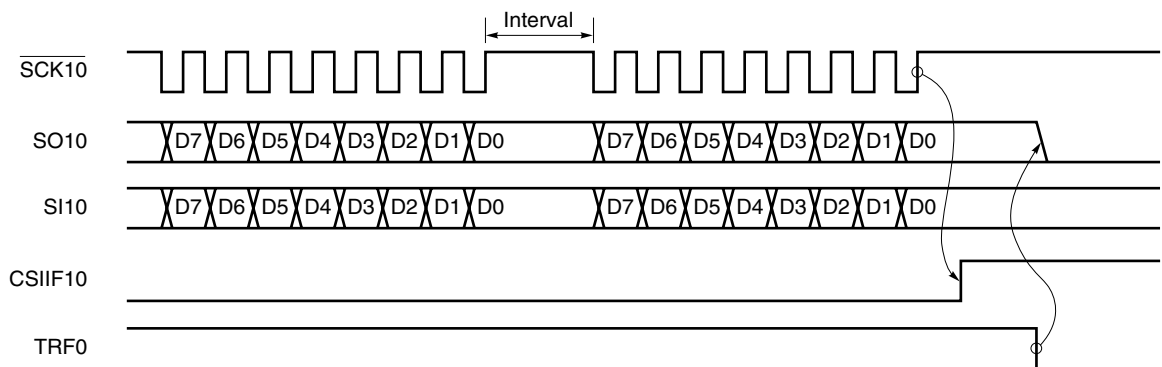 Interval
SCK10
SO10 D7 D6 D5 D4 D3 D2 D1 D0 D7 D6 D5 D4 D3 D2 D1 D0
SI10 D7 D6 D5 D4 D3 D2 D1 D0 D7 D6 D5 D4 D3 D2 D1 D0
CSIIF10
TRF0